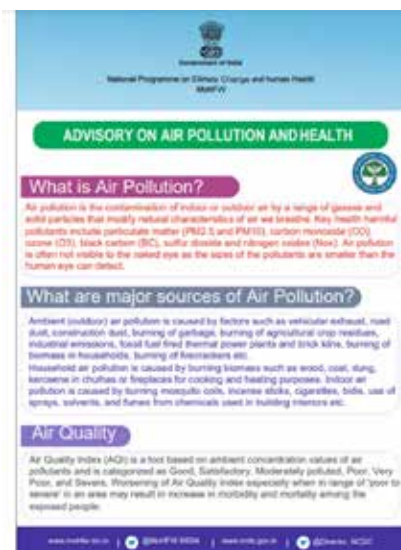 Government of India
National Programme on Climate Change and human Health
MoHFW
ADVISORY ON AIR POLLUTION AND HEALTH
What is Air Pollution?
Air pollution is the contamination of indoor or outdoor air by a range of gasses and
solid particles that modify natural characteristics of air we breathe. Key health harmful
pollutants include particulate matter (PM2.5 and PM10), carbon monoxide (CO)
ozone (O3), black carbon (BC), sulfur dioxide and nitrogen oxides (Nox). Air pollution
is often not visible to the naked eye as the sizes of the pollutants are smaller than the
human eye can detect.
What are major sources of Air Pollution?
Ambient (outdoor) air pollution is caused by factors such as vehicular exhaust, road
dust, construction dust, burning of garbage, burning of agricultural crop residues,
industrial emissions, fossil fuel fired thermal power plants and brick kilns, burning of
biomass in households, burning of firecrackers etc.
Household air pollution is caused by burning biomass such as wood, coal, dung,
kerosene in chulhas or fireplaces for cooking and heating purposes. Indoor air
pollution is caused by burning mosquito coils, incense sticks, cigarettes, bidis, use of
sprays, solvents, and fumes from chemicals used in building interiors etc.
Air Quality
Air Quality Index (AQI) is a tool based on ambient concentration values of air
pollutants and is categorized as Good, Satisfactory, Moderately polluted, Poor, Very
Poor, and Severe. Worsening of Air Quality Index especially when in range of 'poor to
severe' in an area may result in increase in morbidity and mortality among the
exposed people.
www.mohfw.gov.in | @MoHFW INDIA | www.ncdc.gov.in | @Director, NCDC